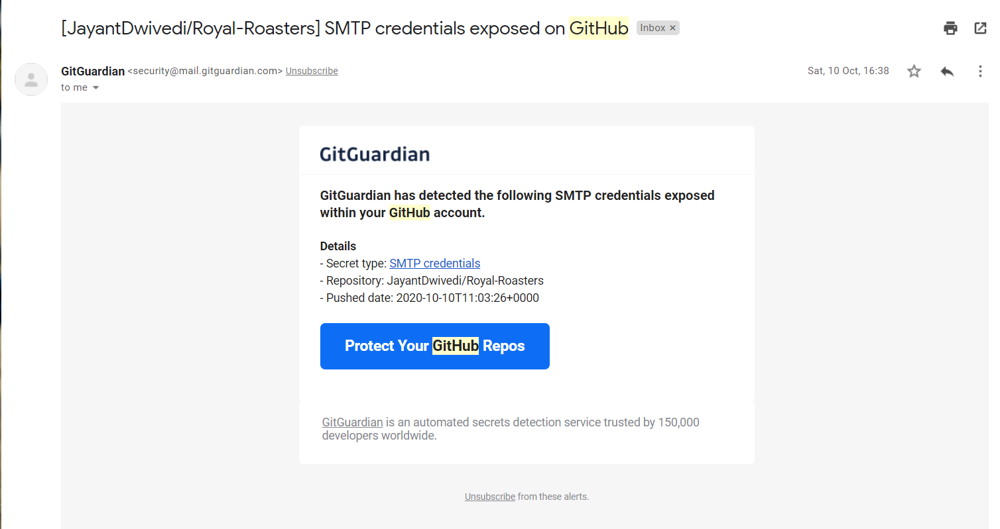 [JayantDwivedi/Royal-Roasters] SMTP credentials exposed on GitHub Inbox ×
GitGuardian <security@mail.gitguardian.com> Unsubscribe Sat, 10 Oct, 16:38
to me
GitGuardian
GitGuardian has detected the following SMTP credentials exposed
within your GitHub account.
Details
- Secret type: SMTP credentials
- Repository: JayantDwivedi/Royal-Roasters
- Pushed date: 2020-10-10T11:03:26+0000
Protect Your GitHub Repos
GitGuardian is an automated secrets detection service trusted by 150,000
developers worldwide.
Unsubscribe from these alerts.